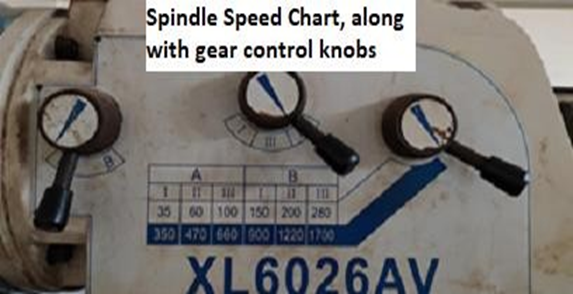 Spindle Speed Chart, along
with gear control knobs
I III
B
A B
I II III I II III
35 60 100 150 200 280
350 470 660 900 1220 1700
XL6026AV